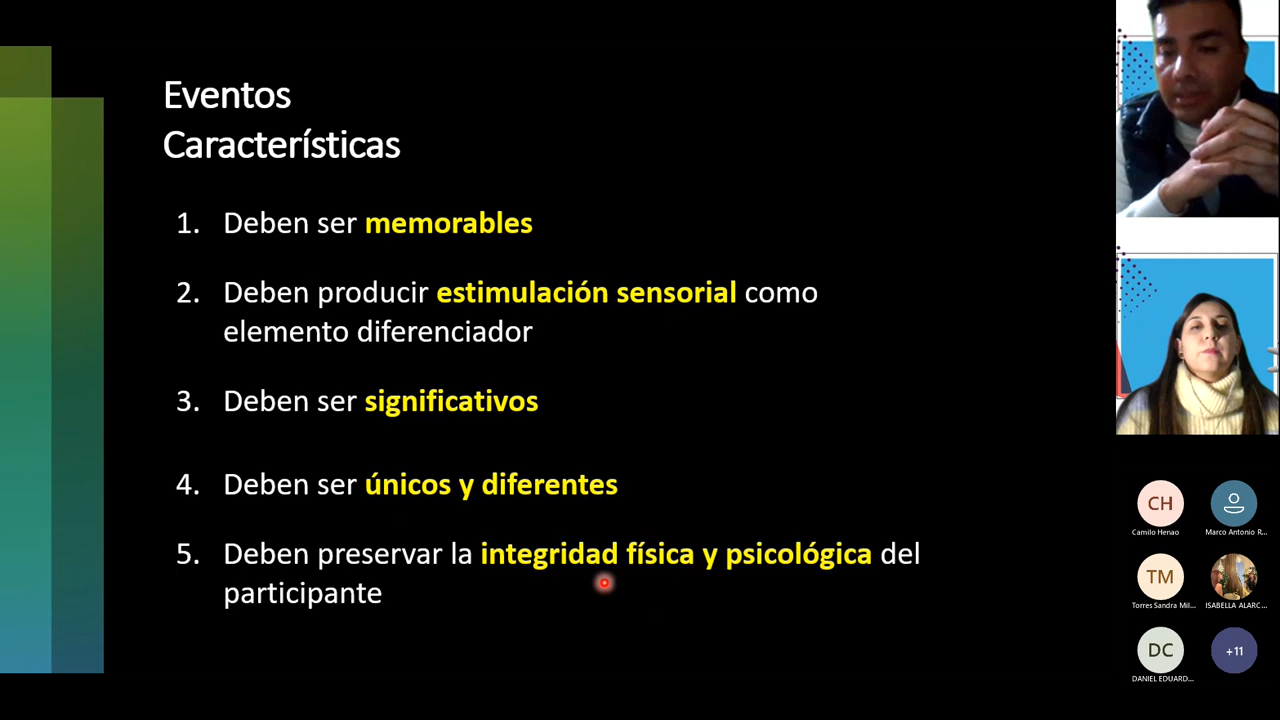 Eventos
Características
1. Deben ser memorables
2. Deben producir estimulación sensorial como
elemento diferenciador
3. Deben ser significativos
4. Deben ser únicos y diferentes
5. Deben preservar la integridad física y psicológica del
participante
CH
Camilo Henao
Marco Antonio R...
TM
Torres Sandra Mil...
ISABELLA ALARC...
DC
DANIEL EDUARD...
+11